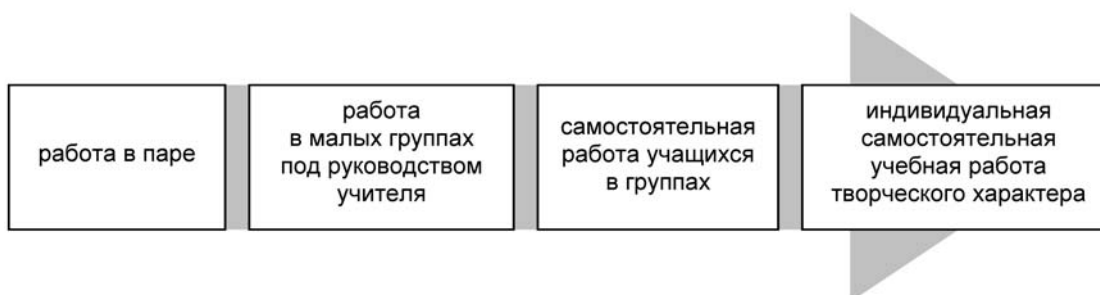 работа в паре
работа
в малых группах
под руководством
учителя
самостоятельная
работа учащихся
в группах
индивидуальная
самостоятельная
учебная работа
творческого характера